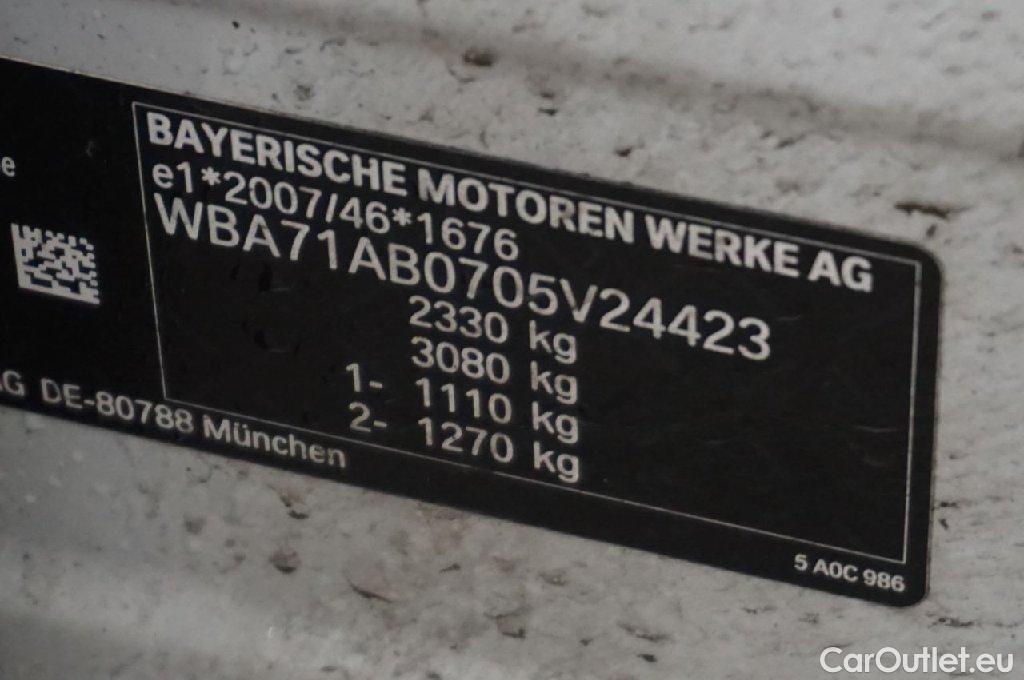 BAYERISCHE MOTOREN WERKE AG
e1*2007/46*1676
WBA71AB0705V24423
2330 kg
3080 kg
1- 1110 kg
2- 1270 kg
e
AG DE-80788 München
5 A0C 986
CarOutlet.eu